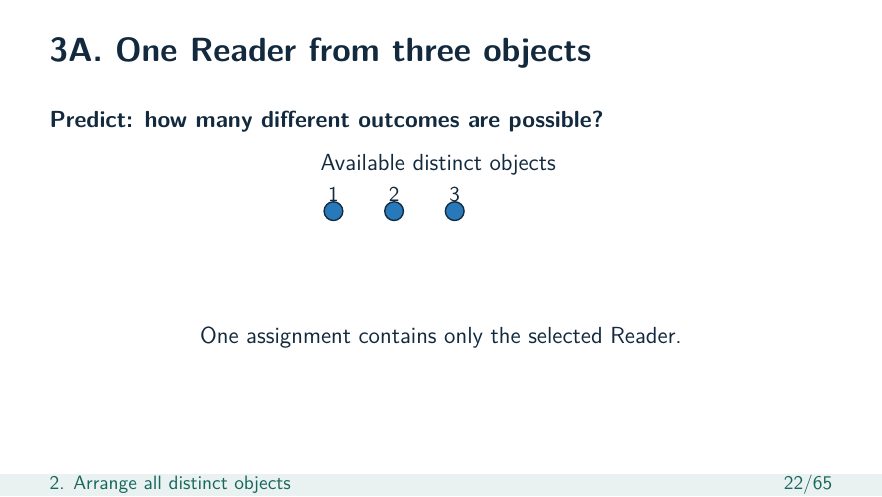 3A. One Reader from three objects
Predict: how many different outcomes are possible?
Available distinct objects
1 2 3
One assignment contains only the selected Reader.
2. Arrange all distinct objects 22/65